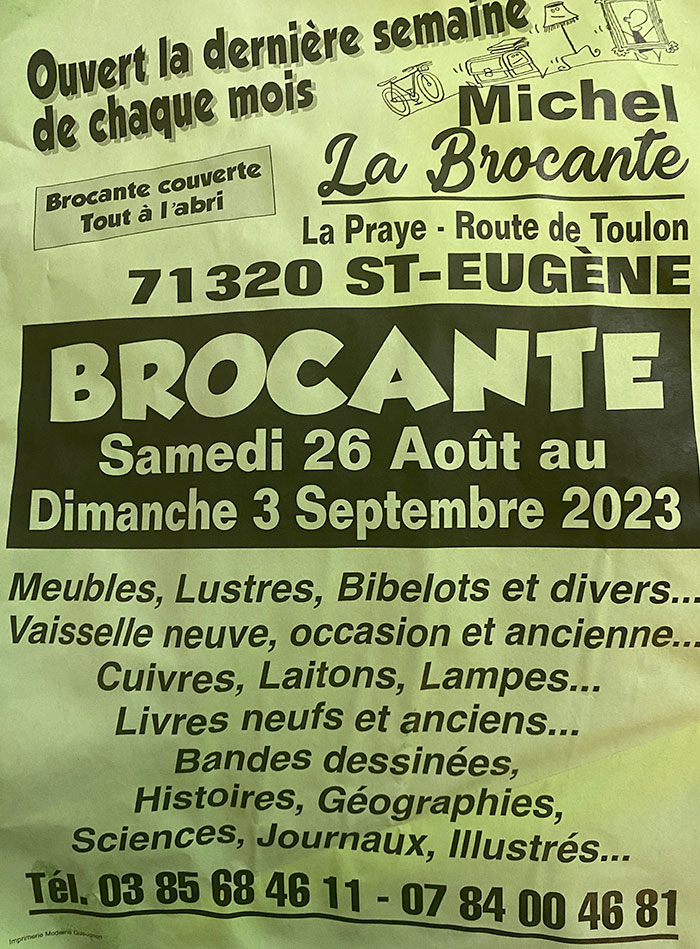 Ouvert la dernière semaine
de chaque mois
Michel
La Brocante
Brocante couverte
Tout à l'abri
La Praye - Route de Toulon
71320 ST-EUGÈNE
BROCANTE
Samedi 26 Août au
Dimanche 3 Septembre 2023
Meubles, Lustres, Bibelots et divers...
Vaisselle neuve, occasion et ancienne...
Cuivres, Laitons, Lampes...
Livres neufs et anciens...
Bandes dessinées,
Histoires, Géographies,
Sciences, Journaux, Illustrés...
Tél. 03 85 68 46 11 - 07 84 00 46 81
Imprimerie Moderne Gueugnon